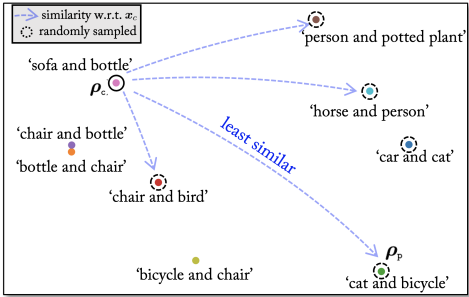 similarity w.r.t. x_c
randomly sampled
'person and potted plant'
'sofa and bottle'
ρ_c.
'horse and person'
'chair and bottle'
'bottle and chair'
least similar
'car and cat'
'chair and bird'
ρ_p
'bicycle and chair'
'cat and bicycle'